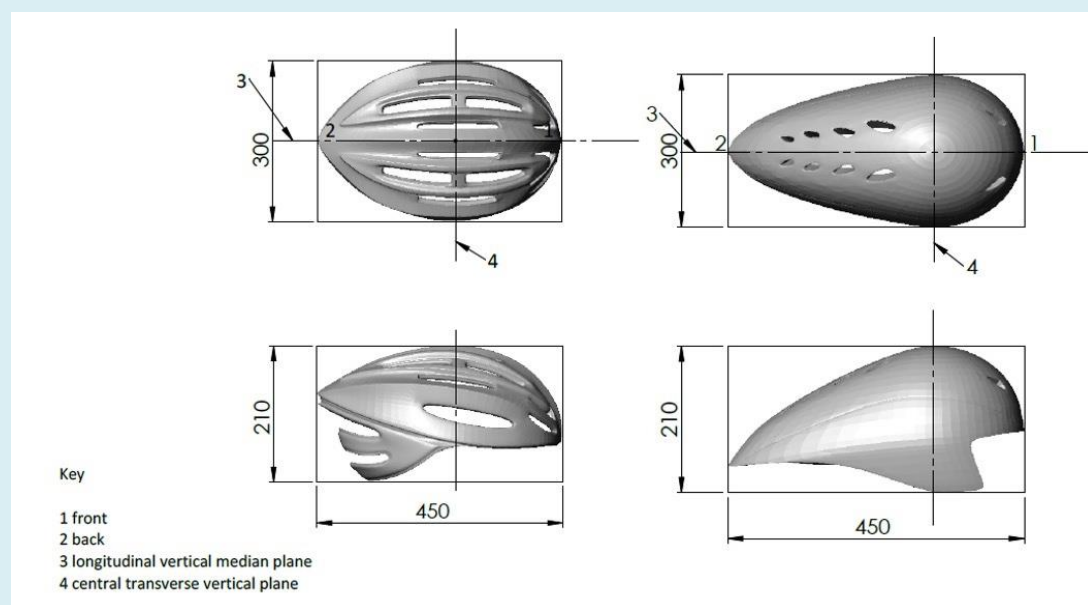 3
2
1
300
4
3
2
1
300
4
210
450
210
450
Key
1 front
2 back
3 longitudinal vertical median plane
4 central transverse vertical plane